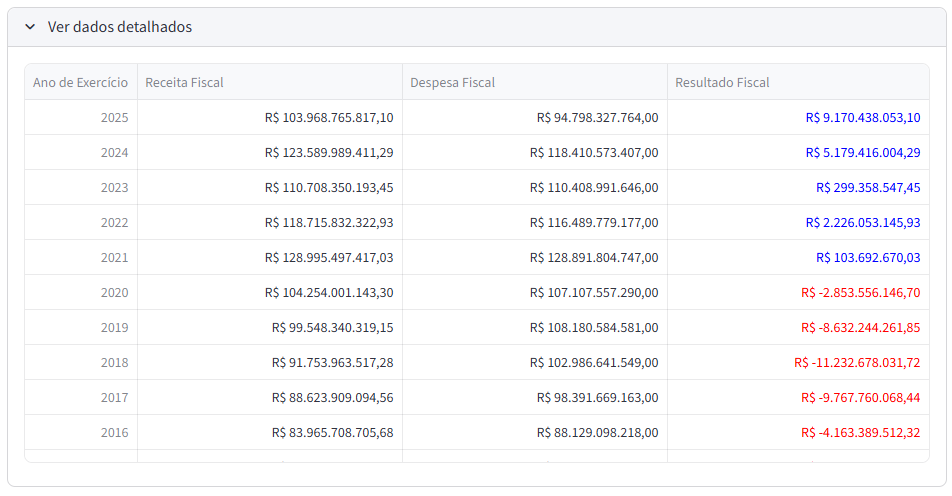 Ver dados detalhados
Ano de Exercício Receita Fiscal Despesa Fiscal Resultado Fiscal
2025 R$ 103.968.765.817,10 R$ 94.798.327.764,00 R$ 9.170.438.053,10
2024 R$ 123.589.989.411,29 R$ 118.410.573.407,00 R$ 5.179.416.004,29
2023 R$ 110.708.350.193,45 R$ 110.408.991.646,00 R$ 299.358.547,45
2022 R$ 118.715.832.322,93 R$ 116.489.779.177,00 R$ 2.226.053.145,93
2021 R$ 128.995.497.417,03 R$ 128.891.804.747,00 R$ 103.692.670,03
2020 R$ 104.254.001.143,30 R$ 107.107.557.290,00 R$ -2.853.556.146,70
2019 R$ 99.548.340.319,15 R$ 108.180.584.581,00 R$ -8.632.244.261,85
2018 R$ 91.753.963.517,28 R$ 102.986.641.549,00 R$ -11.232.678.031,72
2017 R$ 88.623.909.094,56 R$ 98.391.669.163,00 R$ -9.767.760.068,44
2016 R$ 83.965.708.705,68 R$ 88.129.098.218,00 R$ -4.163.389.512,32